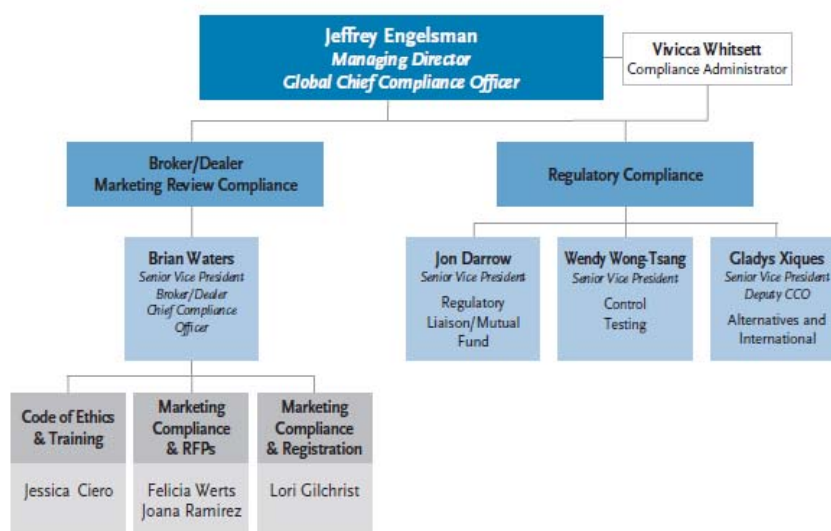 Jeffrey Engelsman
Managing Director
Global Chief Compliance Officer
Vivicca Whitsett
Compliance Administrator
Broker/Dealer
Marketing Review Compliance
Regulatory Compliance
Brian Waters
Senior Vice President
Broker/Dealer
Chief Compliance
Officer
Jon Darrow
Senior Vice President
Regulatory
Liaison/Mutual
Fund
Wendy Wong-Tsang
Senior Vice President
Control
Testing
Gladys Xiques
Senior Vice President
Deputy CCO
Alternatives and
International
Code of Ethics
& Training
Jessica Ciero
Marketing
Compliance
& RFPs
Felicia Werts
Joana Ramirez
Marketing
Compliance
& Registration
Lori Gilchrist